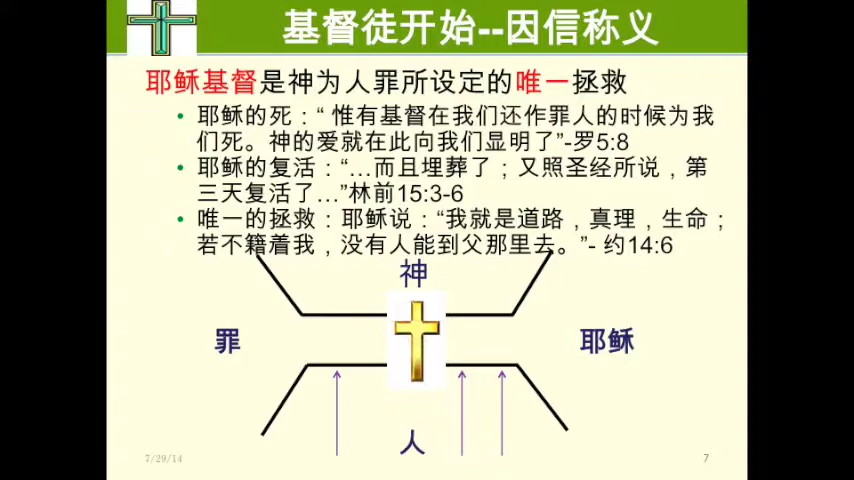 基督徒开始--因信称义
耶稣基督是神为人罪所设定的唯一拯救
• 耶稣的死：“ 惟有基督在我们还作罪人的时候为我
们死。神的爱就在此向我们显明了”-罗5:8
• 耶稣的复活：“…而且埋葬了；又照圣经所说，第
三天复活了…”林前15:3-6
• 唯一的拯救：耶稣说：“我就是道路，真理，生命；
若不籍着我，没有人能到父那里去。”- 约14:6
神
罪
耶稣
人
7/29/14
7